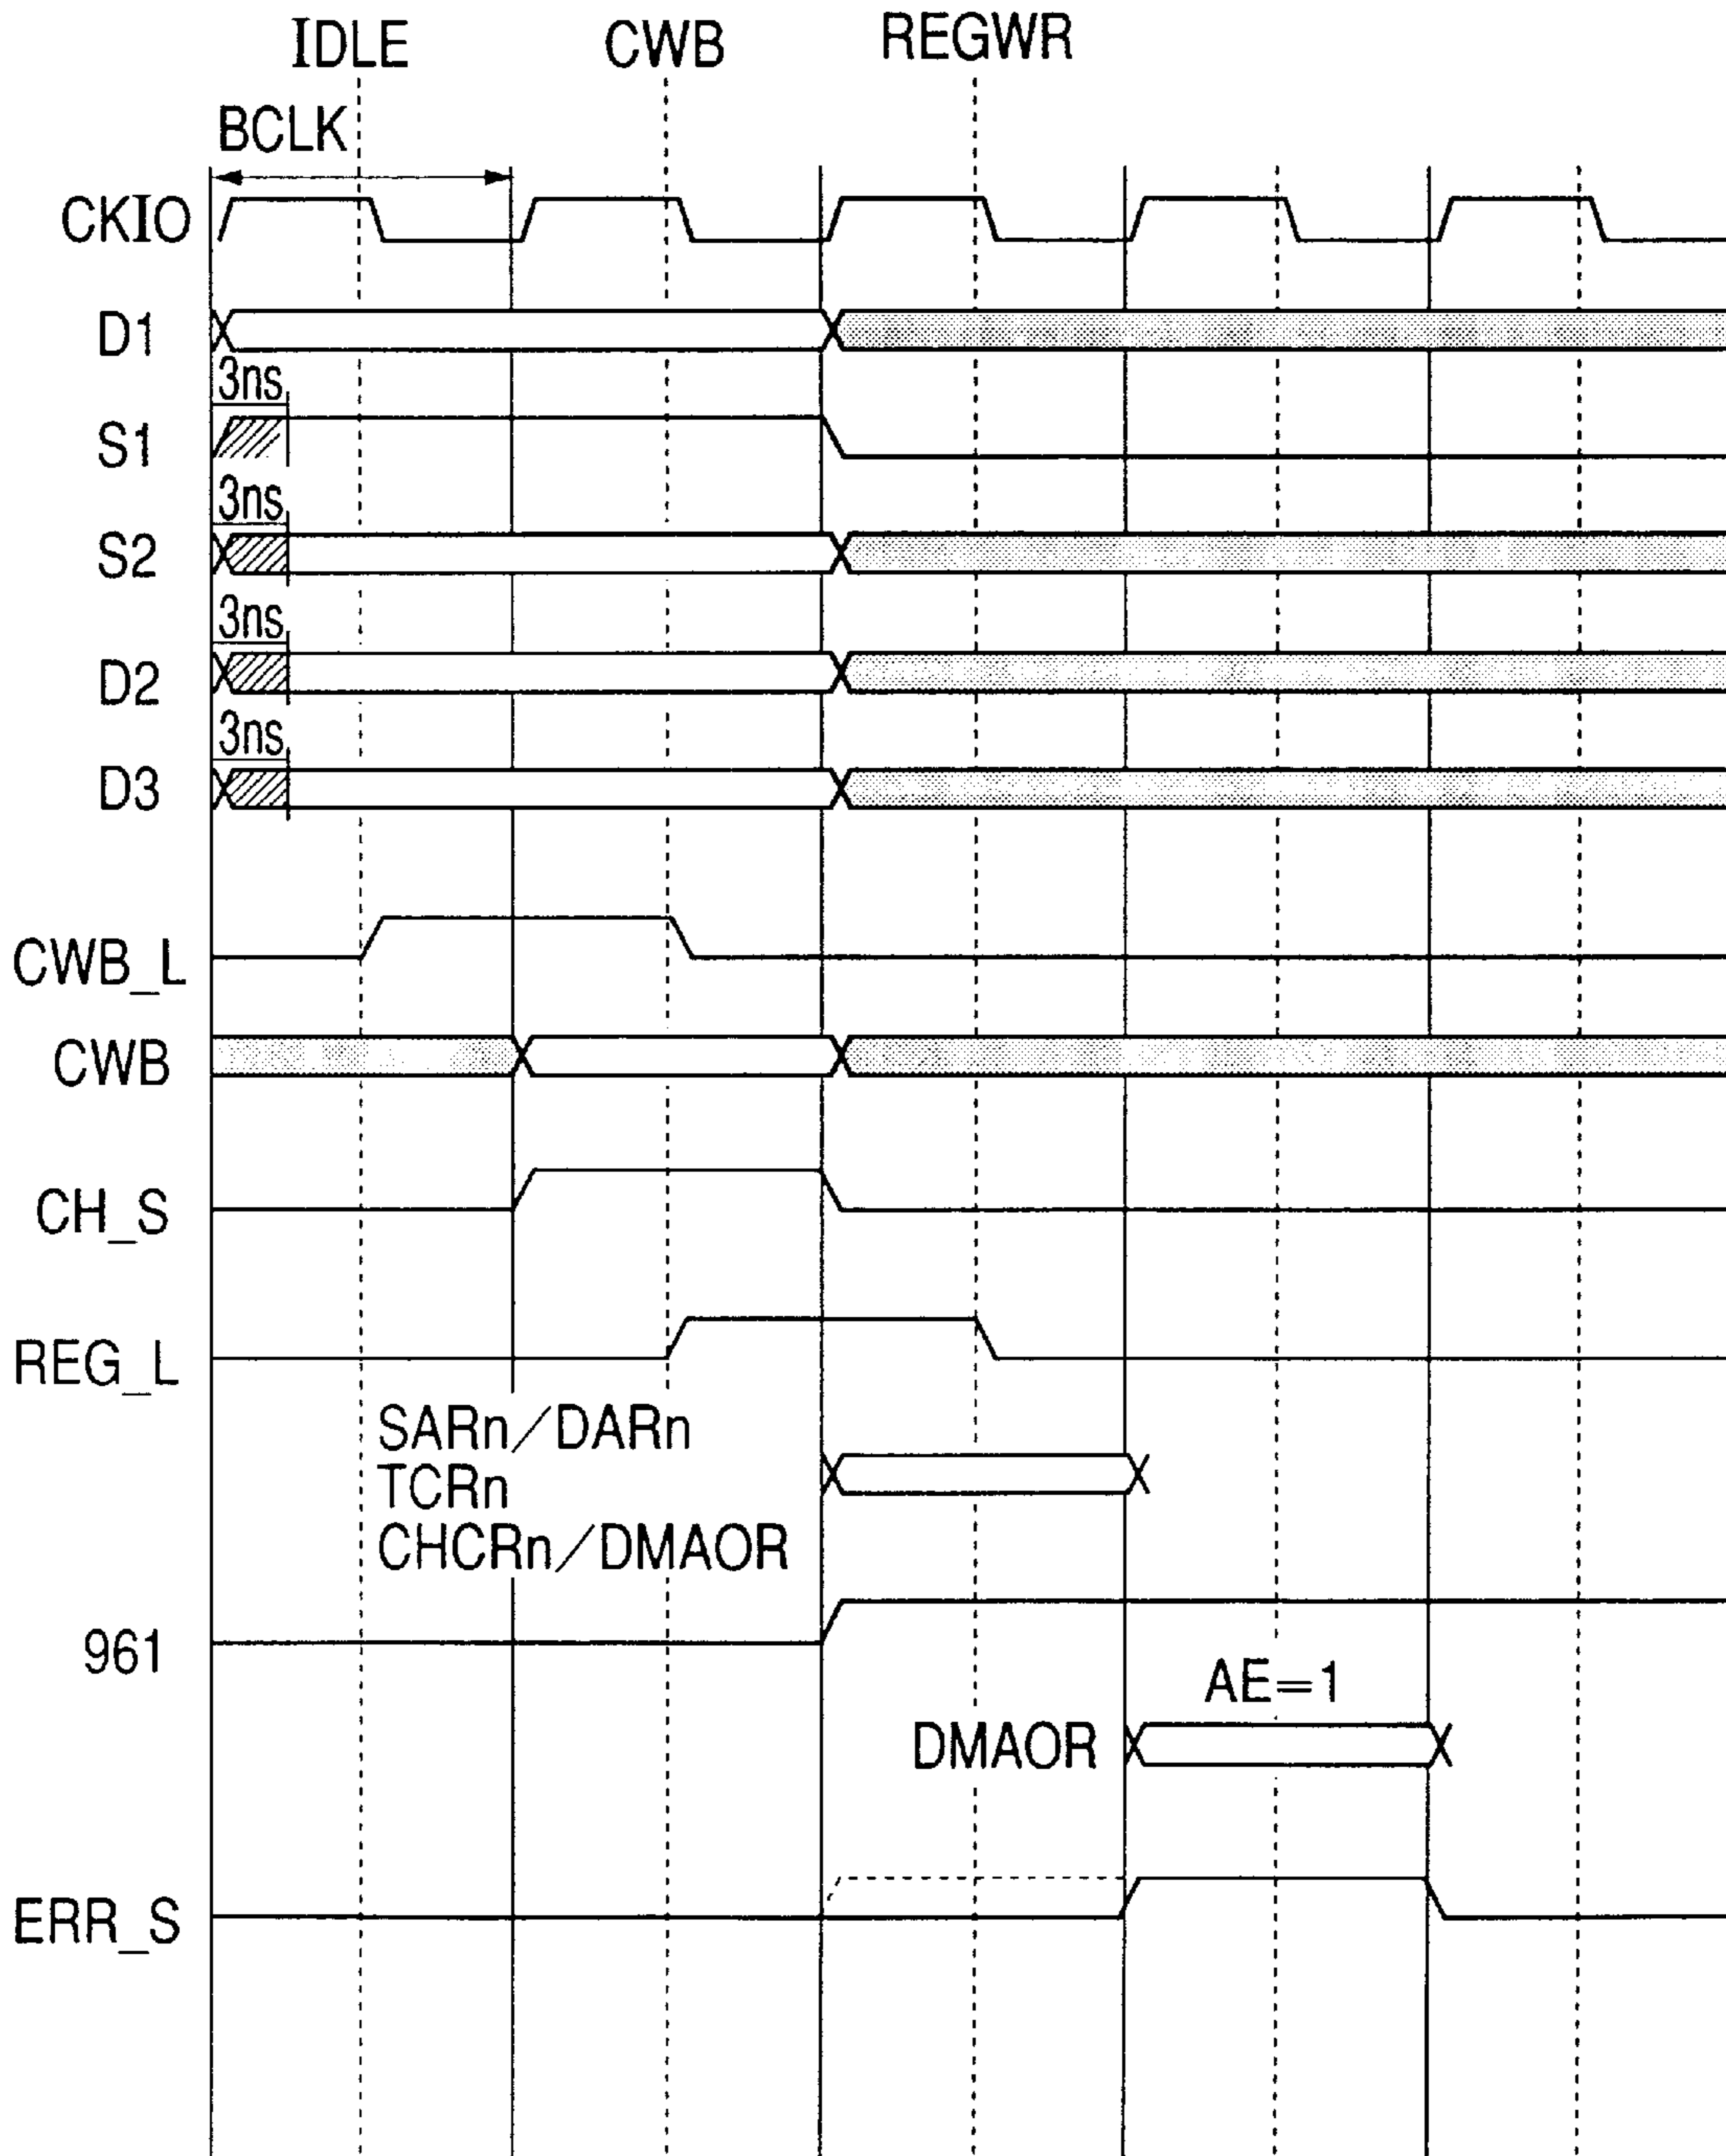 IDLE CWB REGWR
BCLK
CKIO
D1
3ns
S1
3ns
S2
3ns
D2
3ns
D3
CWB_L
CWB
CH_S
REG_L
SARn/DARn
TCRn
CHCRn/DMAOR
961
AE=1
DMAOR
ERR_S